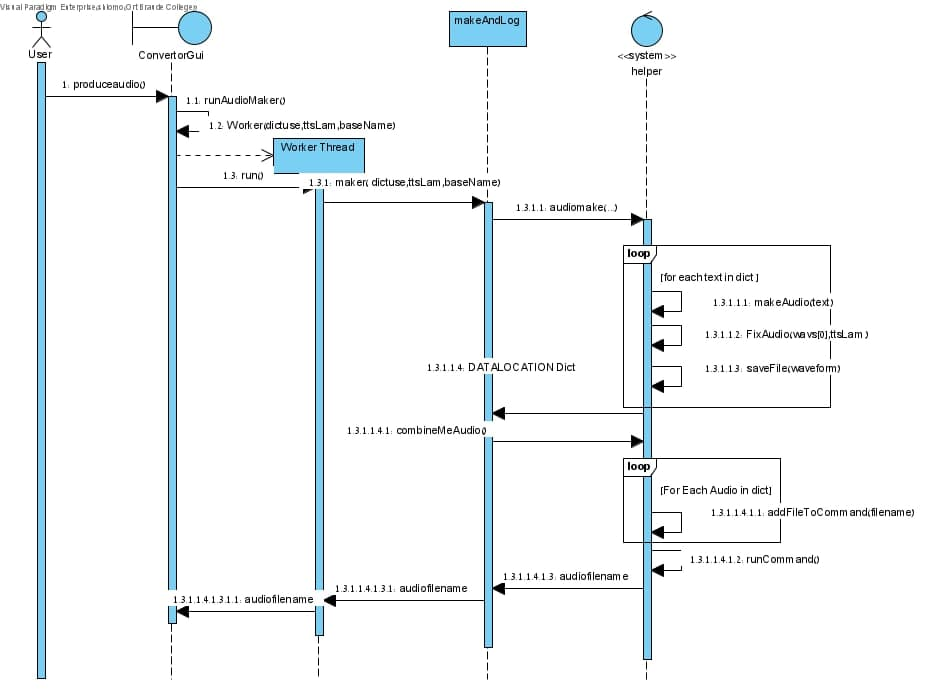 Visual Paradigm Enterprise(shlomo(Ort Braude College))
makeAndLog
User
ConvertorGui
<<system>>
helper
1: produceaudio()
1.1: runAudioMaker()
1.2: Worker(dictuse,ttsLam,baseName)
Worker Thread
1.3: run()
1.3.1: maker( dictuse,ttsLam,baseName)
1.3.1.1: audiomake(...)
loop
[for each text in dict ]
1.3.1.1.1: makeAudio(text)
1.3.1.1.2: FixAudio(wavs[0],ttsLam )
1.3.1.1.3: saveFile(waveform)
1.3.1.1.4: DATALOCATION Dict
1.3.1.1.4.1: combineMeAudio()
loop
[For Each Audio in dict]
1.3.1.1.4.1.1: addFileToCommand(filename)
1.3.1.1.4.1.2: runCommand()
1.3.1.1.4.1.3: audiofilename
1.3.1.1.4.1.3.1: audiofilename
1.3.1.1.4.1.3.1.1: audiofilename